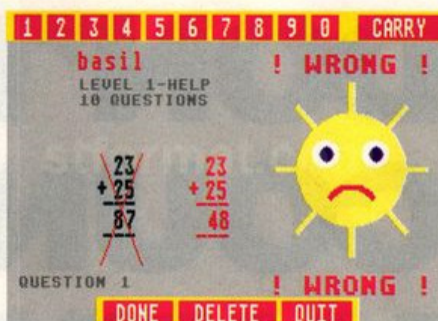 1 2 3 4 5 6 7 8 9 0 CARRY
basil ! WRONG !
LEVEL 1-HELP
10 QUESTIONS
23 23
+ 25 + 25
87 48
QUESTION 1 ! WRONG !
DONE DELETE QUIT